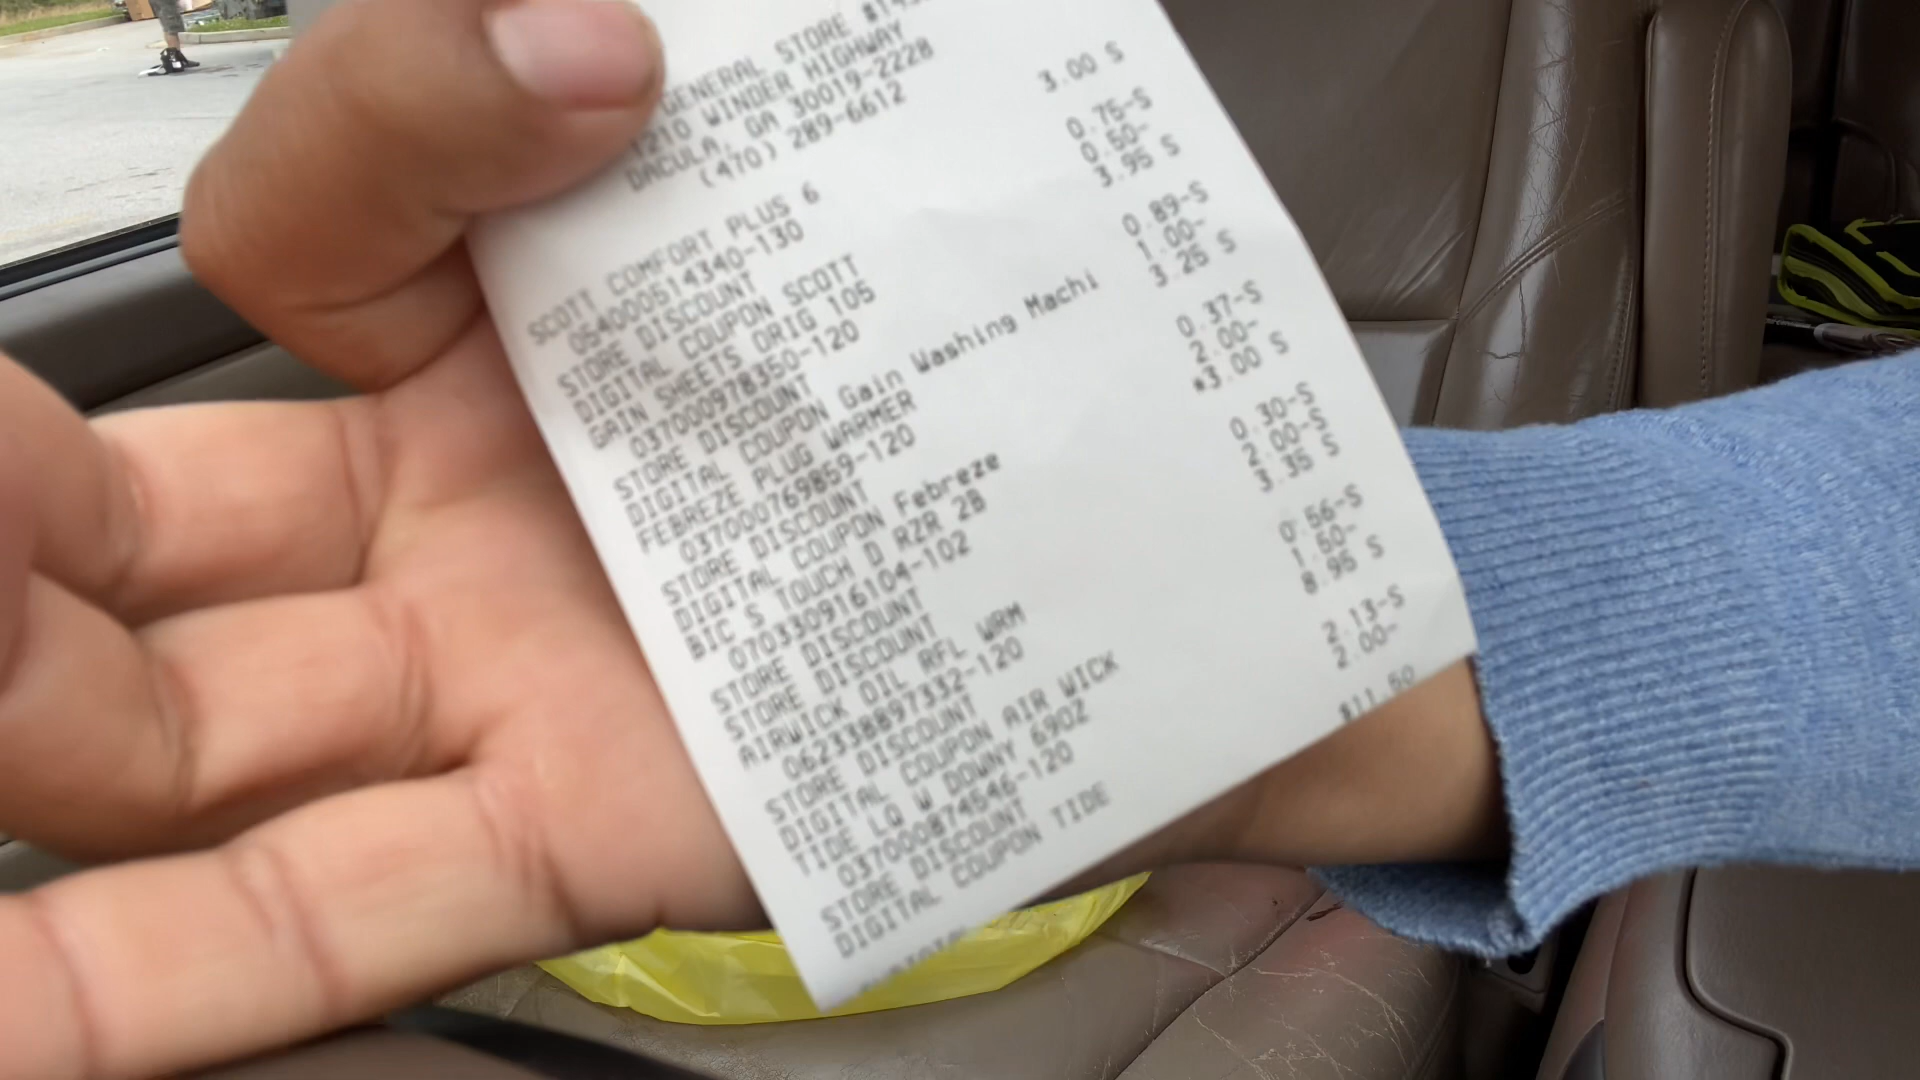 GENERAL STORE
1210 WINDER HIGHWAY
DACULA, GA 30019-2228
(470) 289-6612
SCOTT COMFORT PLUS 6 3.00 S
054000514340-130
STORE DISCOUNT 0.75-S
DIGITAL COUPON SCOTT 0.50-
GAIN SHEETS ORIG 105 3.95 S
037000978350-120
STORE DISCOUNT 0.89-S
DIGITAL COUPON Gain Washing Machi 1.00-
FEBREZE PLUG WARMER 3.25 S
037000769859-120
STORE DISCOUNT 0.37-S
DIGITAL COUPON Febreze 2.00-
BIC S TOUCH D RZR 2B *3.00 S
070330916104-102
STORE DISCOUNT 0.30-S
STORE DISCOUNT 2.00-S
AIRWICK OIL RFL WRM 3.35 S
062338897332-120
STORE DISCOUNT 0.56-S
DIGITAL COUPON AIR WICK 1.50-
TIDE LQ W DOWNY 69OZ 8.95 S
037000874546-120
STORE DISCOUNT 2.13-S
DIGITAL COUPON TIDE 2.00-
$11.50